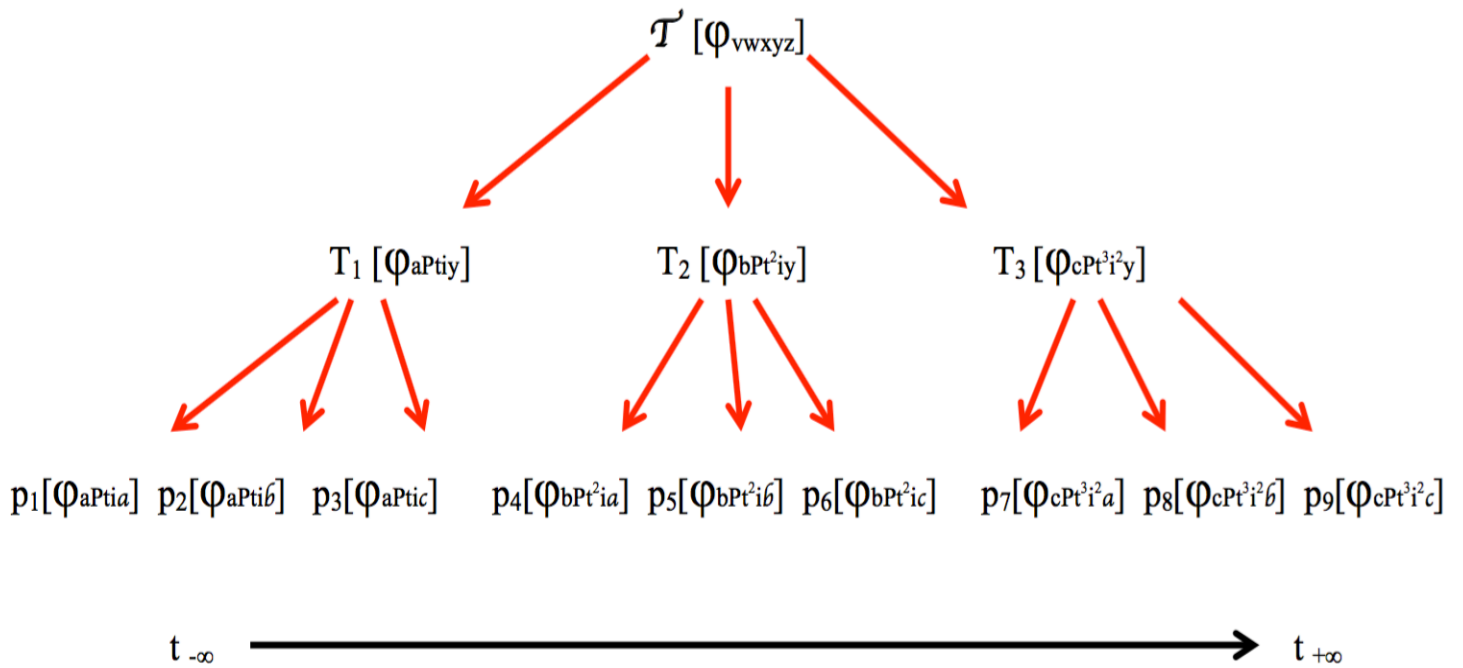 𝒯 [φvwxyz]
T₁ [φaPtiy] T₂ [φbPt²iy] T₃ [φcPt³i²y]
p₁[φaPtia] p₂[φaPtib] p₃[φaPtic] p₄[φbPt²ia] p₅[φbPt²ib] p₆[φbPt²ic] p₇[φcPt³i²a] p₈[φcPt³i²b] p₉[φcPt³i²c]
t -∞ t +∞